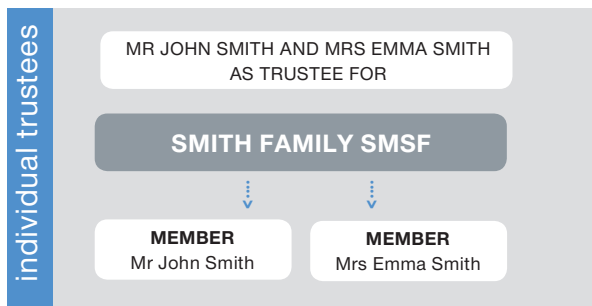 individual trustees
MR JOHN SMITH AND MRS EMMA SMITH
AS TRUSTEE FOR
SMITH FAMILY SMSF
MEMBER
Mr John Smith
MEMBER
Mrs Emma Smith